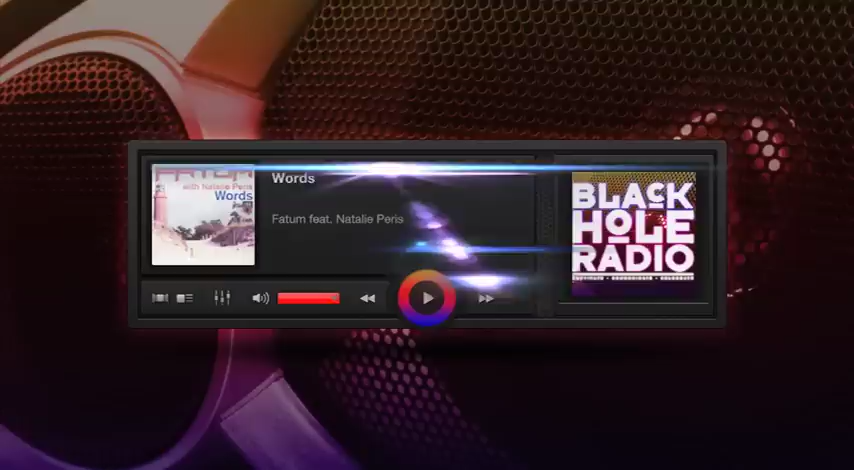 FATUM
with Natalie Peris
Words
Words
Fatum feat. Natalie Peris
BLACK
HOLE
RADIO